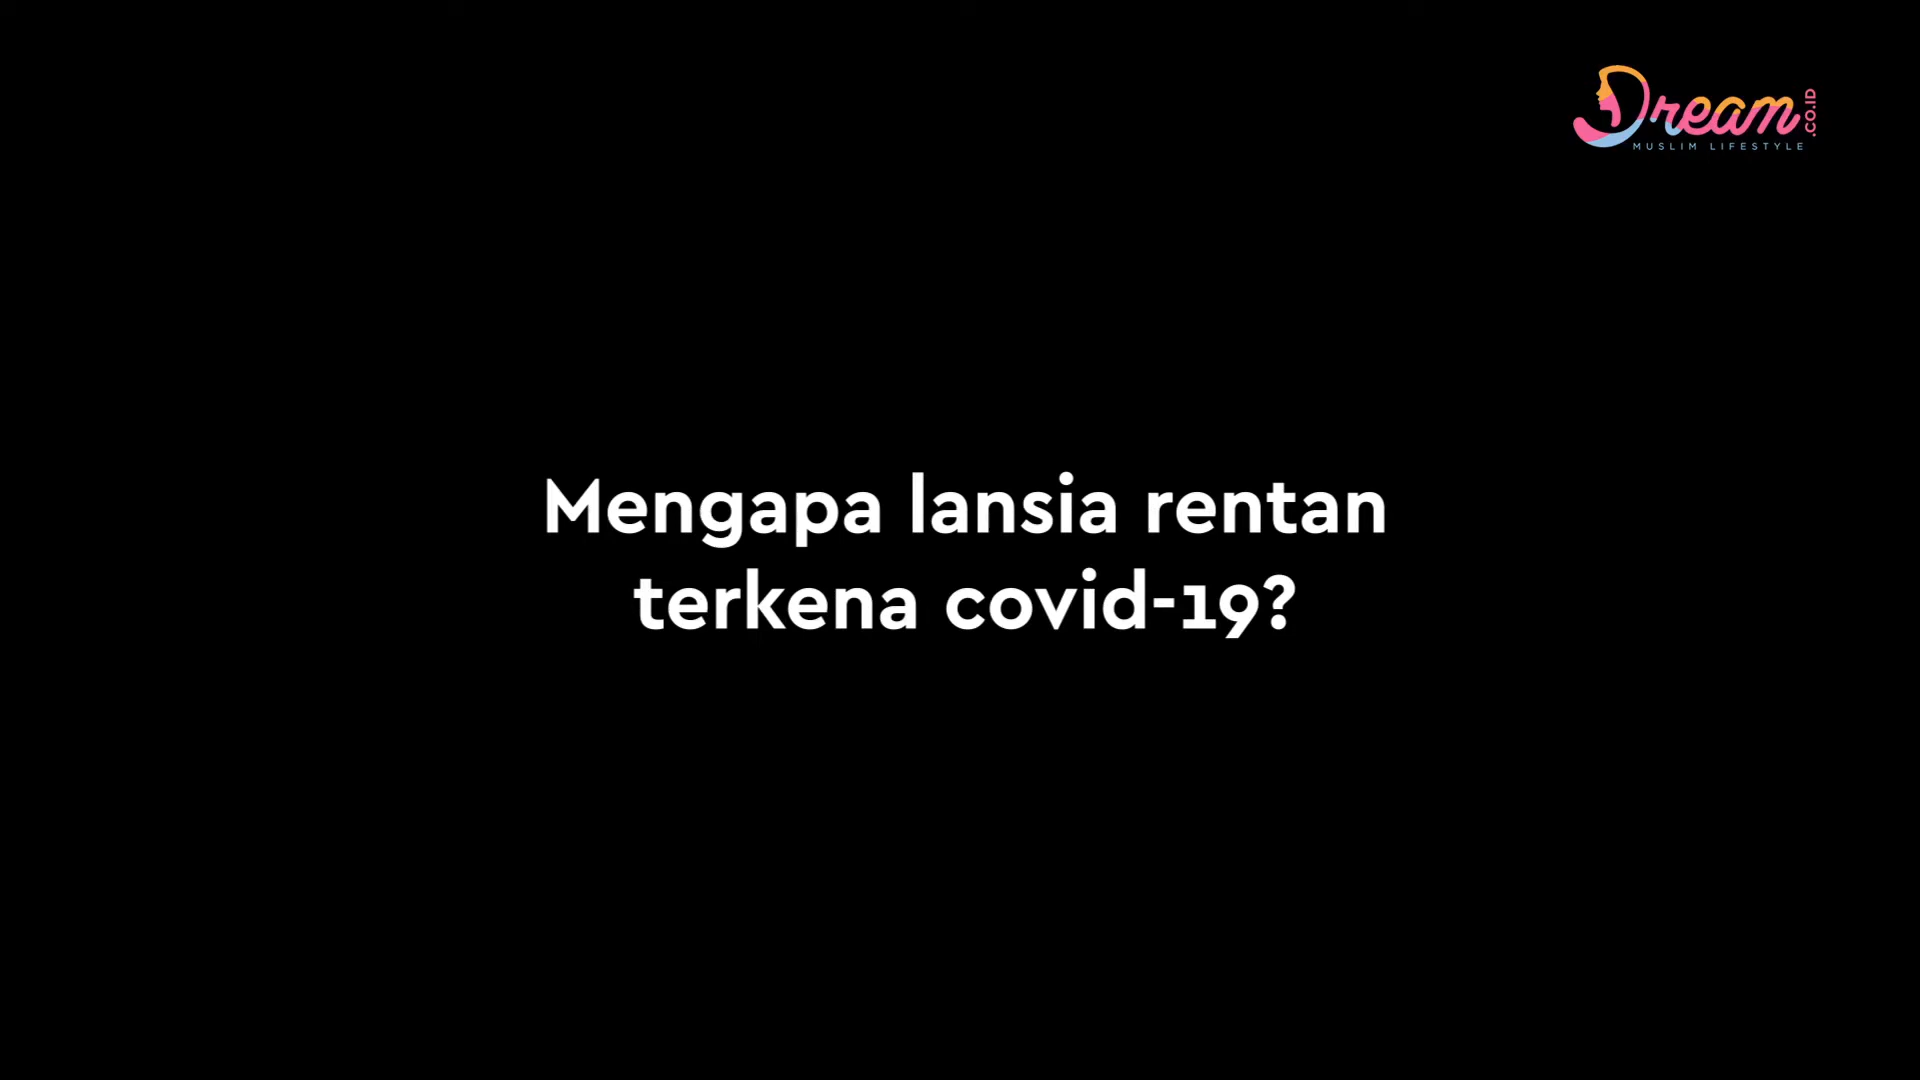 Dream.CO.ID
MUSLIM LIFESTYLE
Mengapa lansia rentan
terkena covid-19?